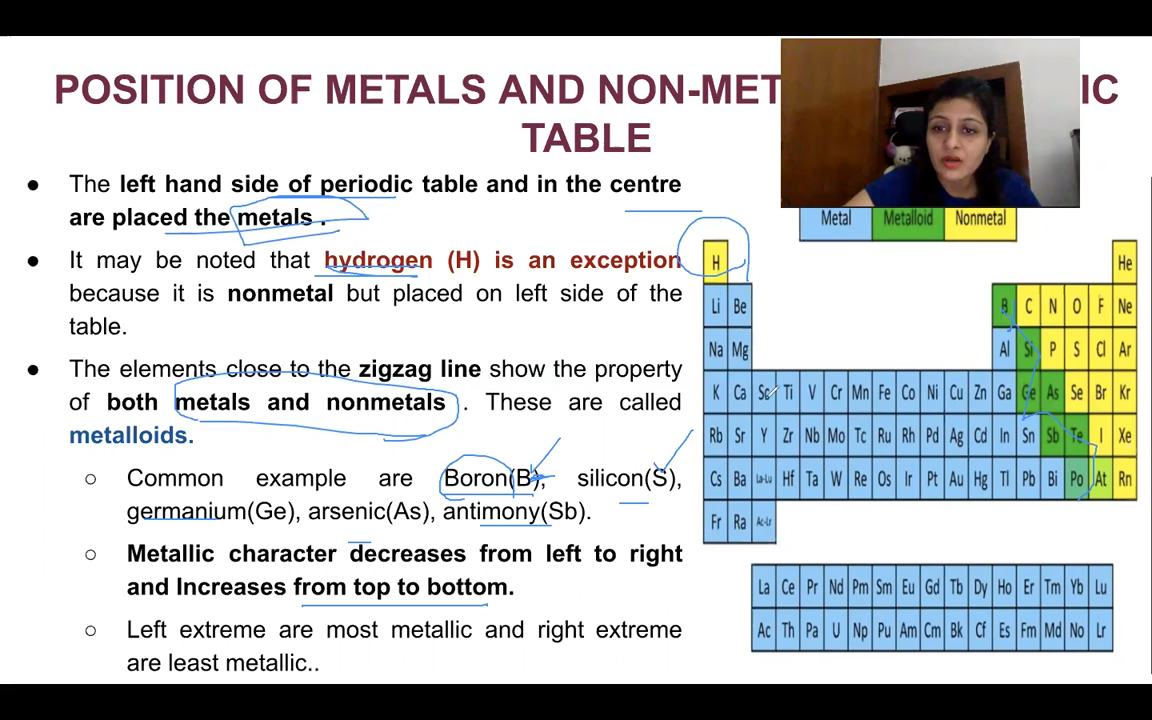 POSITION OF METALS AND NON-MET IC
TABLE
● The left hand side of periodic table and in the centre
are placed the metals .
● It may be noted that hydrogen (H) is an exception
because it is nonmetal but placed on left side of the
table.
● The elements close to the zigzag line show the property
of both metals and nonmetals . These are called
metalloids.
○ Common example are Boron(B), silicon(S),
germanium(Ge), arsenic(As), antimony(Sb).
○ Metallic character decreases from left to right
and Increases from top to bottom.
○ Left extreme are most metallic and right extreme
are least metallic..
Metal Metalloid Nonmetal
H He
Li Be B C N O F Ne
Na Mg Al Si P S Cl Ar
K Ca Sc Ti V Cr Mn Fe Co Ni Cu Zn Ga Ge As Se Br Kr
Rb Sr Y Zr Nb Mo Tc Ru Rh Pd Ag Cd In Sn Sb Te I Xe
Cs Ba La-Lu Hf Ta W Re Os Ir Pt Au Hg Tl Pb Bi Po At Rn
Fr Ra Ac-Lr
La Ce Pr Nd Pm Sm Eu Gd Tb Dy Ho Er Tm Yb Lu
Ac Th Pa U Np Pu Am Cm Bk Cf Es Fm Md No Lr